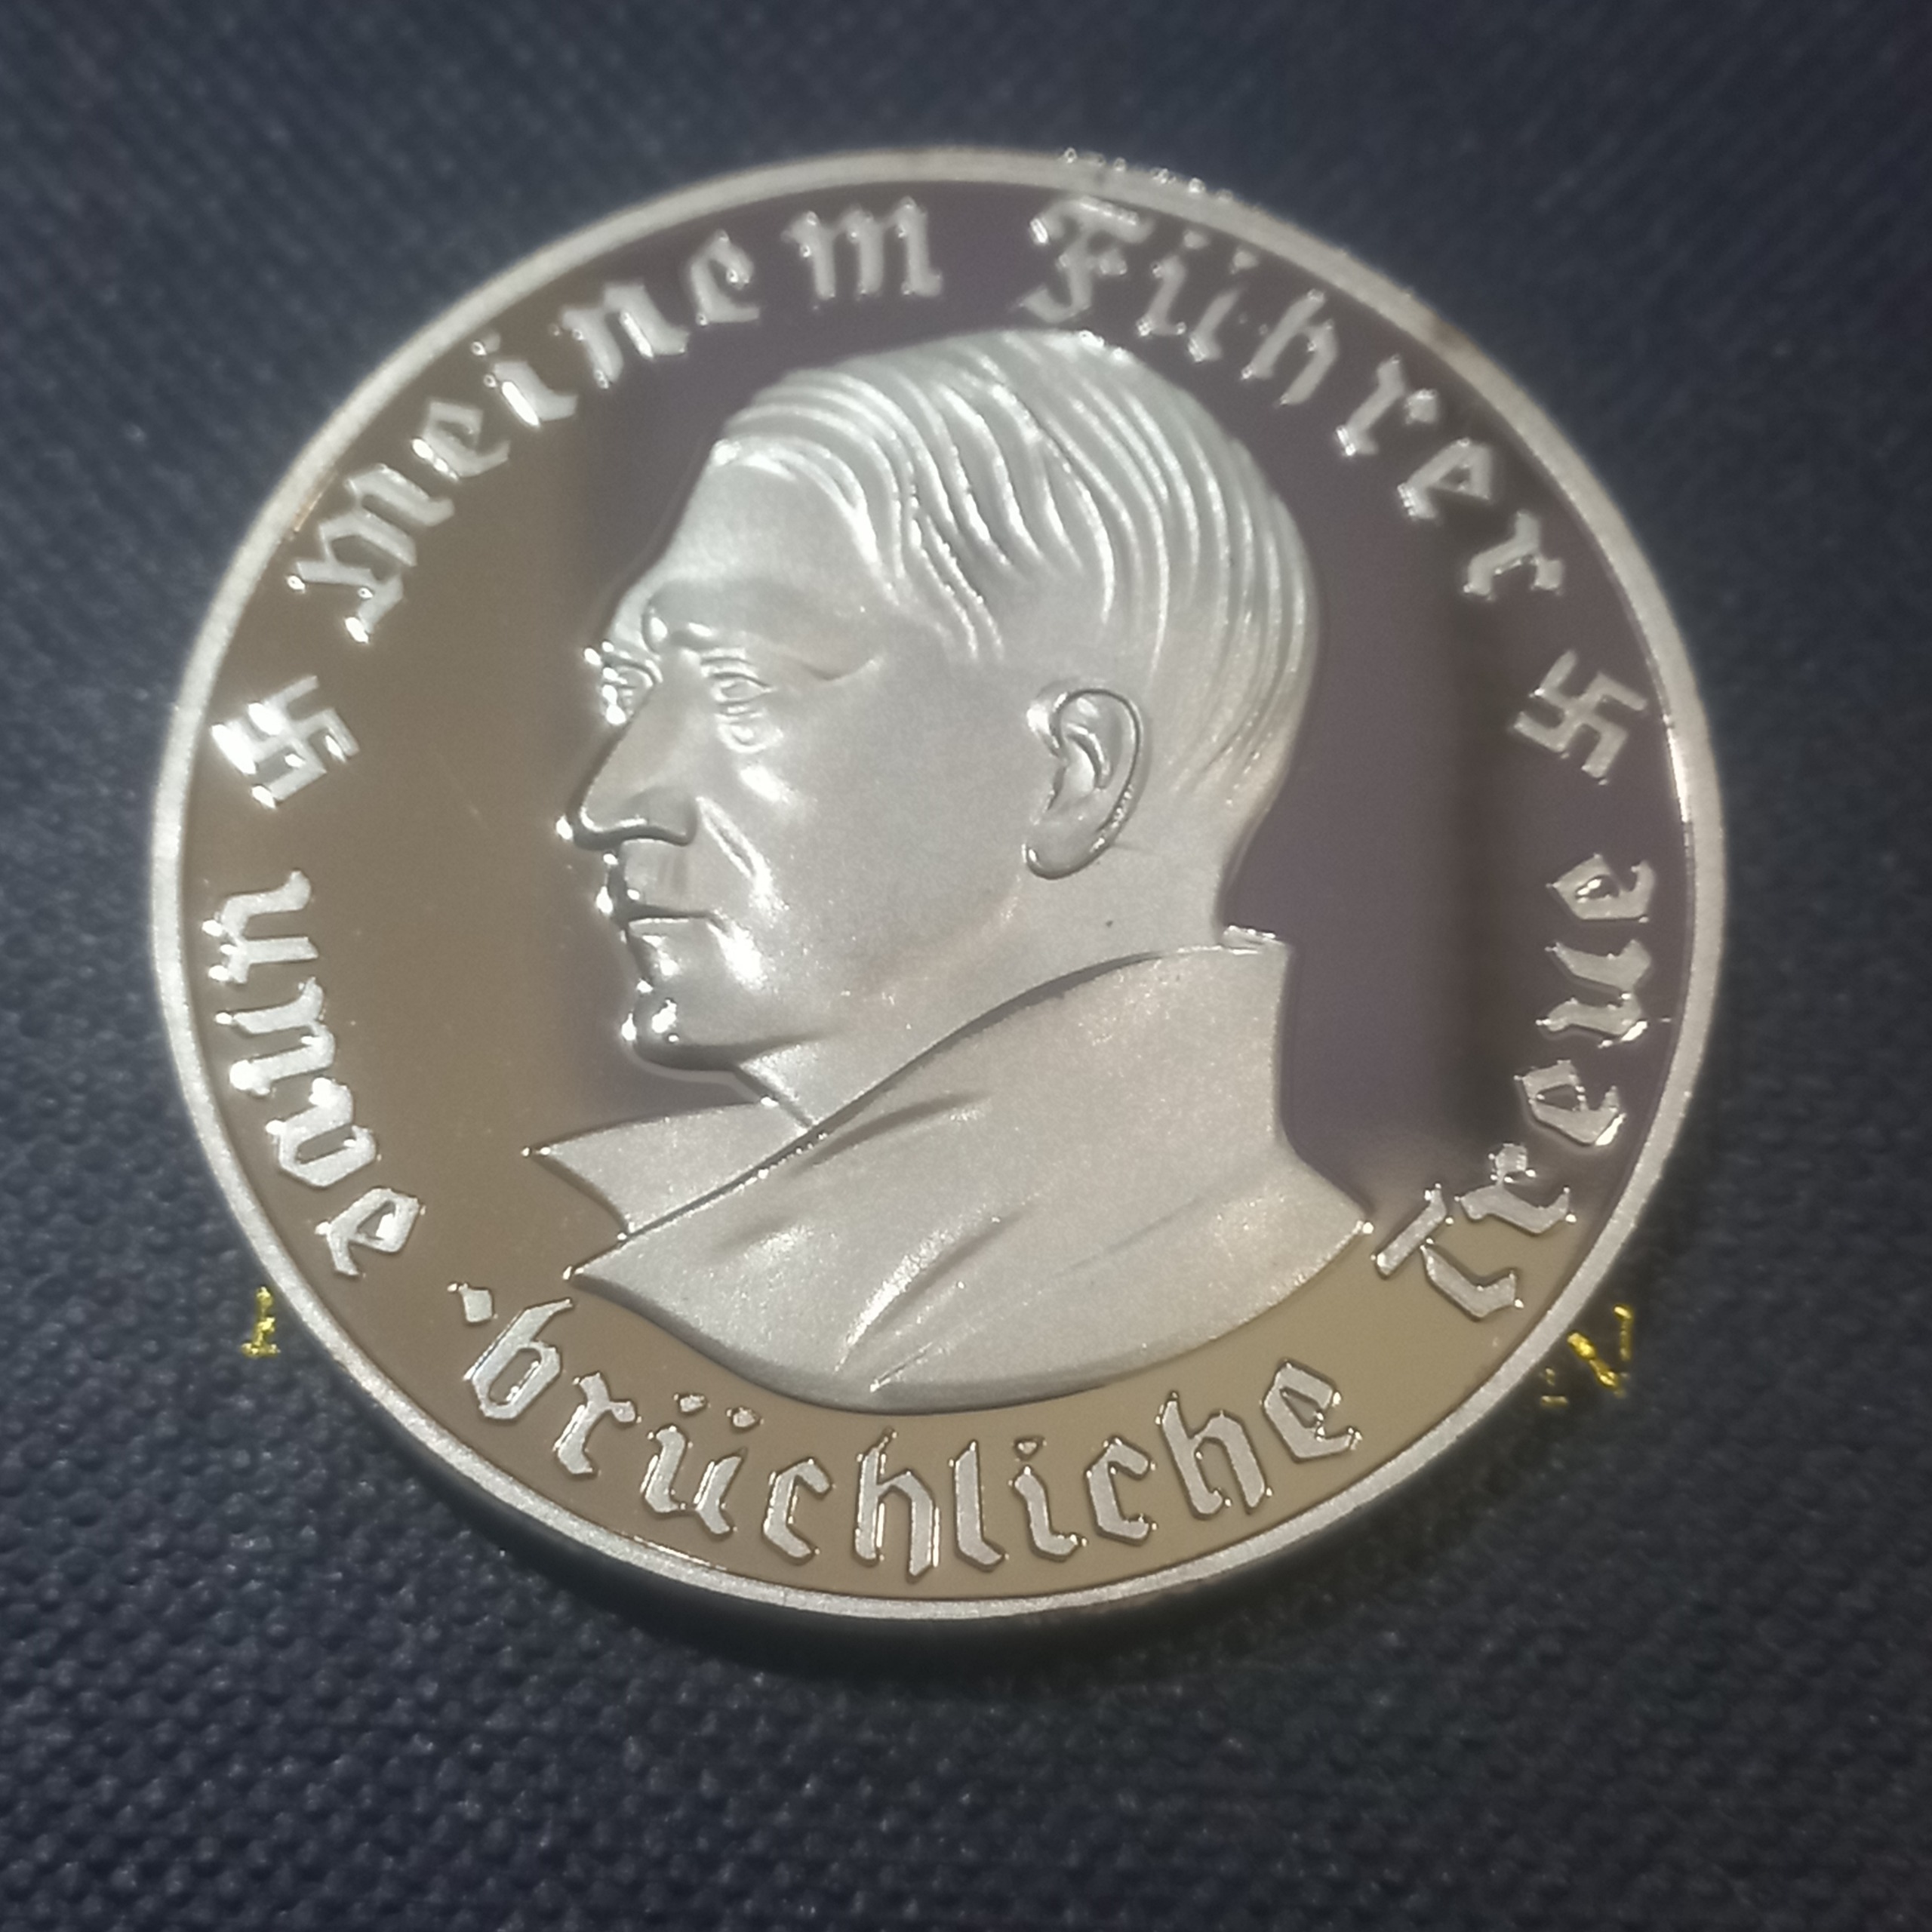 Meinem Führer
unverbrüchliche Treue